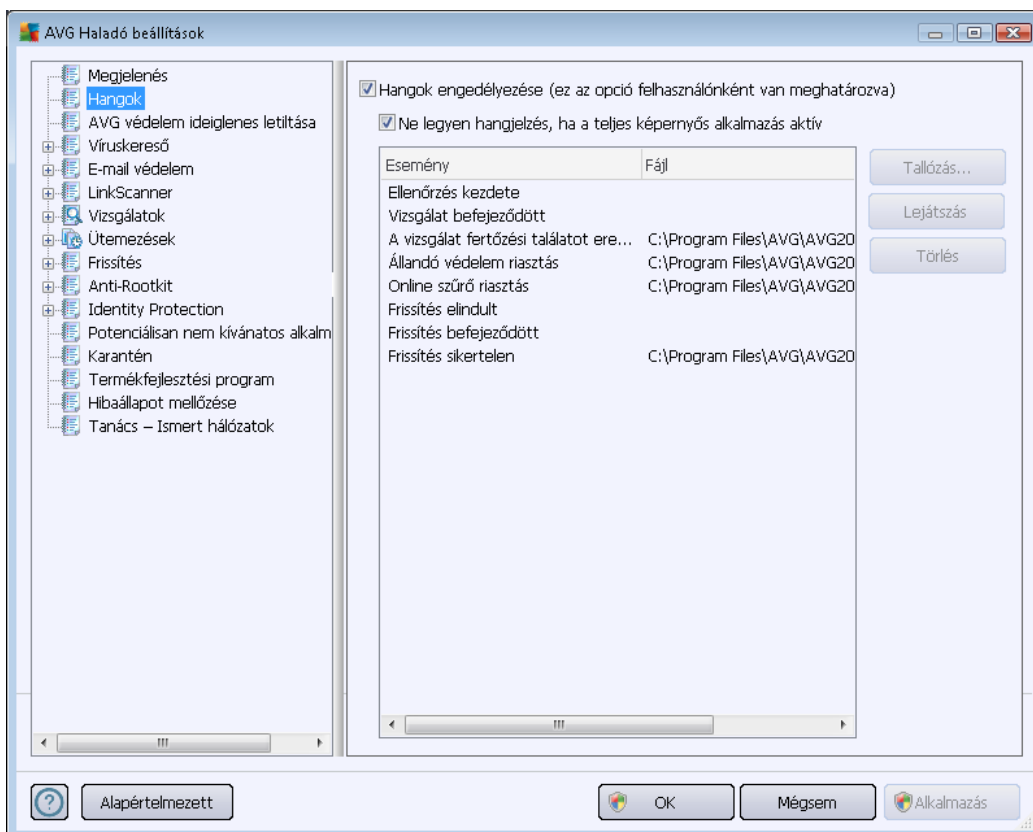 AVG Haladó beállítások
Megjelenés
Hangok
AVG védelem ideiglenes letiltása
Víruskereső
E-mail védelem
LinkScanner
Vizsgálatok
Ütemezések
Frissítés
Anti-Rootkit
Identity Protection
Potenciálisan nem kívánatos alkalm
Karantén
Termékfejlesztési program
Hibaállapot mellőzése
Tanács – Ismert hálózatok
Hangok engedélyezése (ez az opció felhasználónként van meghatározva)
Ne legyen hangjelzés, ha a teljes képernyős alkalmazás aktív
Esemény Fájl
Ellenőrzés kezdete
Vizsgálat befejeződött
A vizsgálat fertőzési találatot ere... C:\Program Files\AVG\AVG20
Állandó védelem riasztás C:\Program Files\AVG\AVG20
Online szűrő riasztás C:\Program Files\AVG\AVG20
Frissítés elindult
Frissítés befejeződött
Frissítés sikertelen C:\Program Files\AVG\AVG20
Tallózás...
Lejátszás
Törlés
Alapértelmezett
OK
Mégsem
Alkalmazás